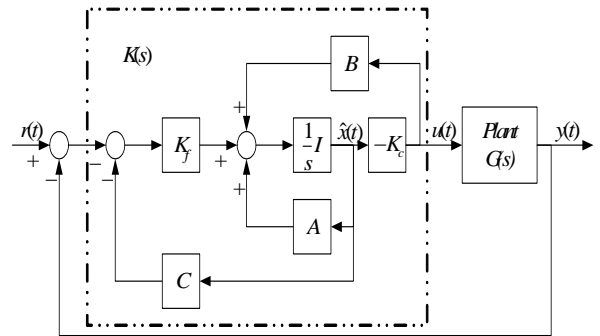 K(s)
B
r(t)
+
−
−
−
K_f
+
+
+
1/s I
x̂(t)
−K_c
u(t)
Plant
G(s)
y(t)
A
C